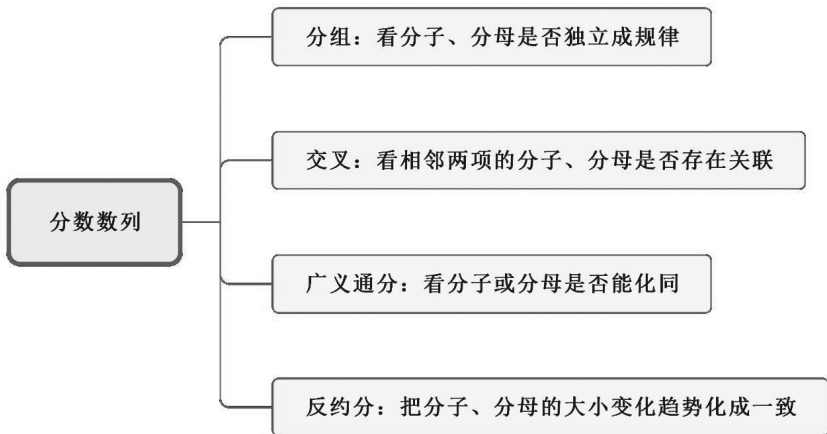 分组：看分子、分母是否独立成规律
交叉：看相邻两项的分子、分母是否存在关联
分数数列
广义通分：看分子或分母是否能化同
反约分：把分子、分母的大小变化趋势化成一致